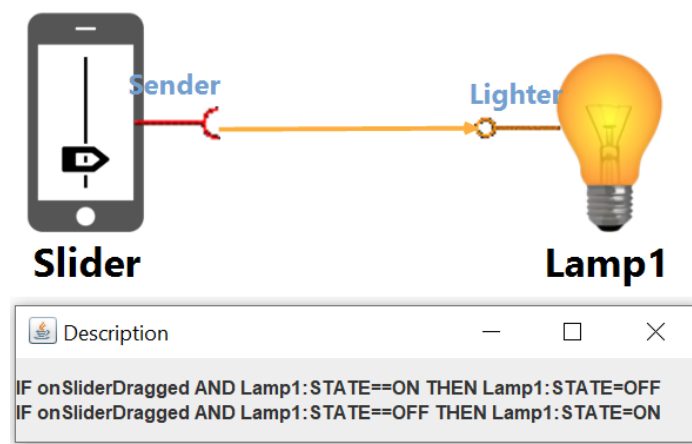 Sender
Lighter
Slider
Lamp1
Description
IF onSliderDragged AND Lamp1:STATE==ON THEN Lamp1:STATE=OFF
IF onSliderDragged AND Lamp1:STATE==OFF THEN Lamp1:STATE=ON